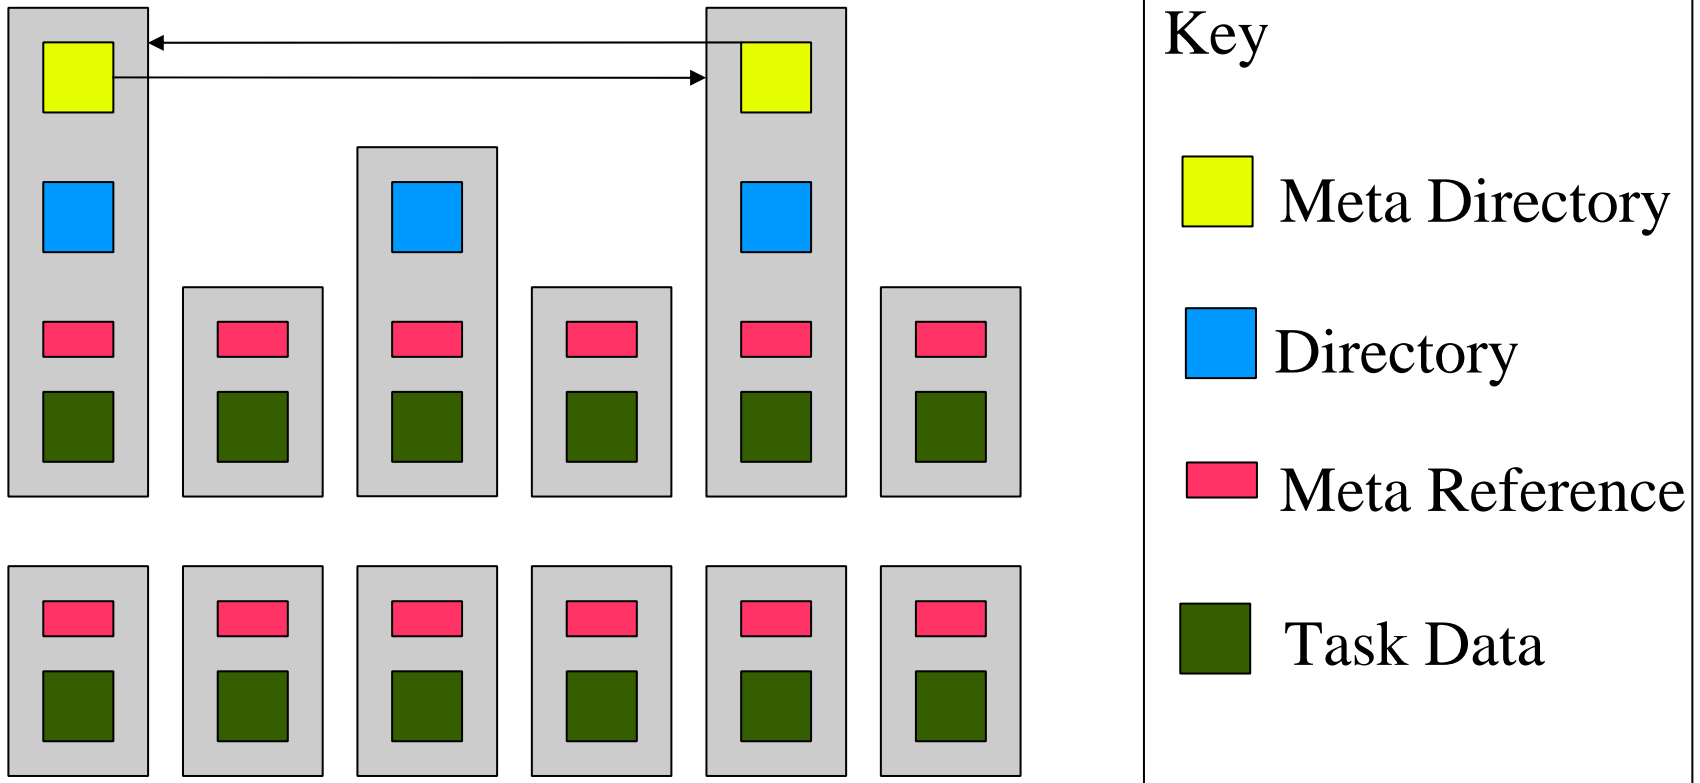 Key
Meta Directory
Directory
Meta Reference
Task Data